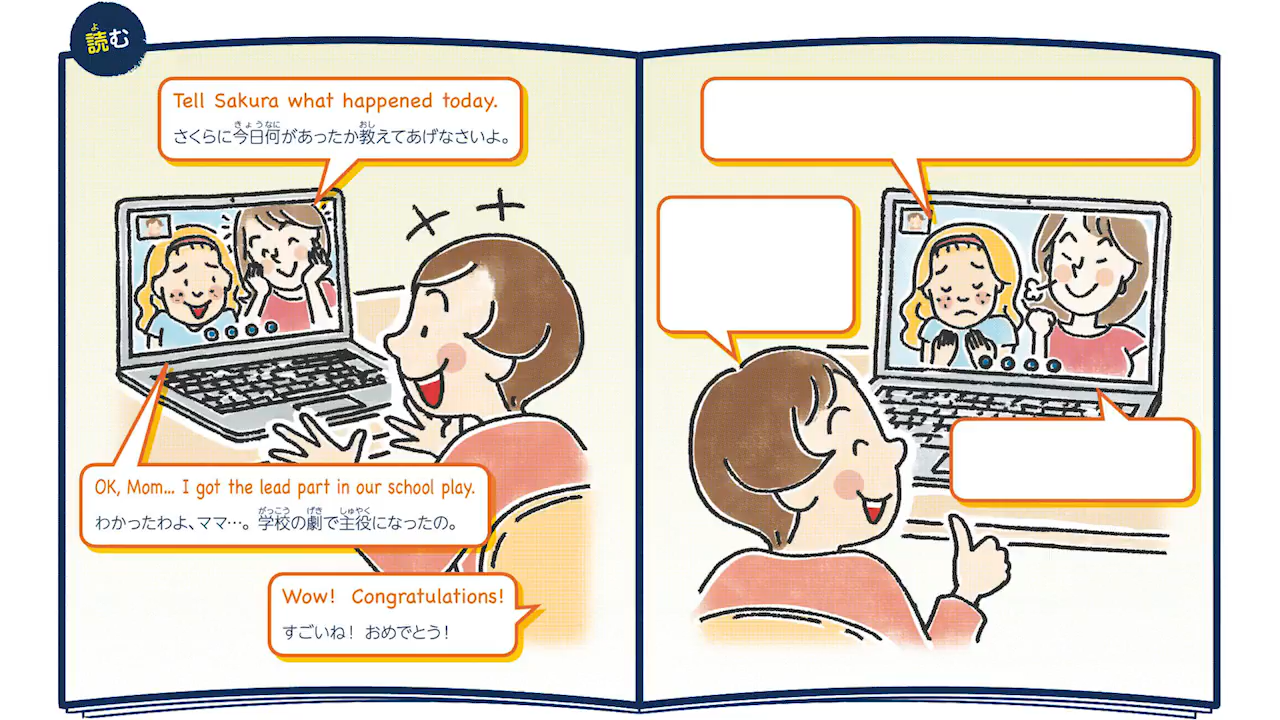 読む
Tell Sakura what happened today.
さくらに今日何があったか教えてあげなさいよ。
OK, Mom... I got the lead part in our school play.
わかったわよ、ママ…。学校の劇で主役になったの。
Wow! Congratulations!
すごいね! おめでとう!